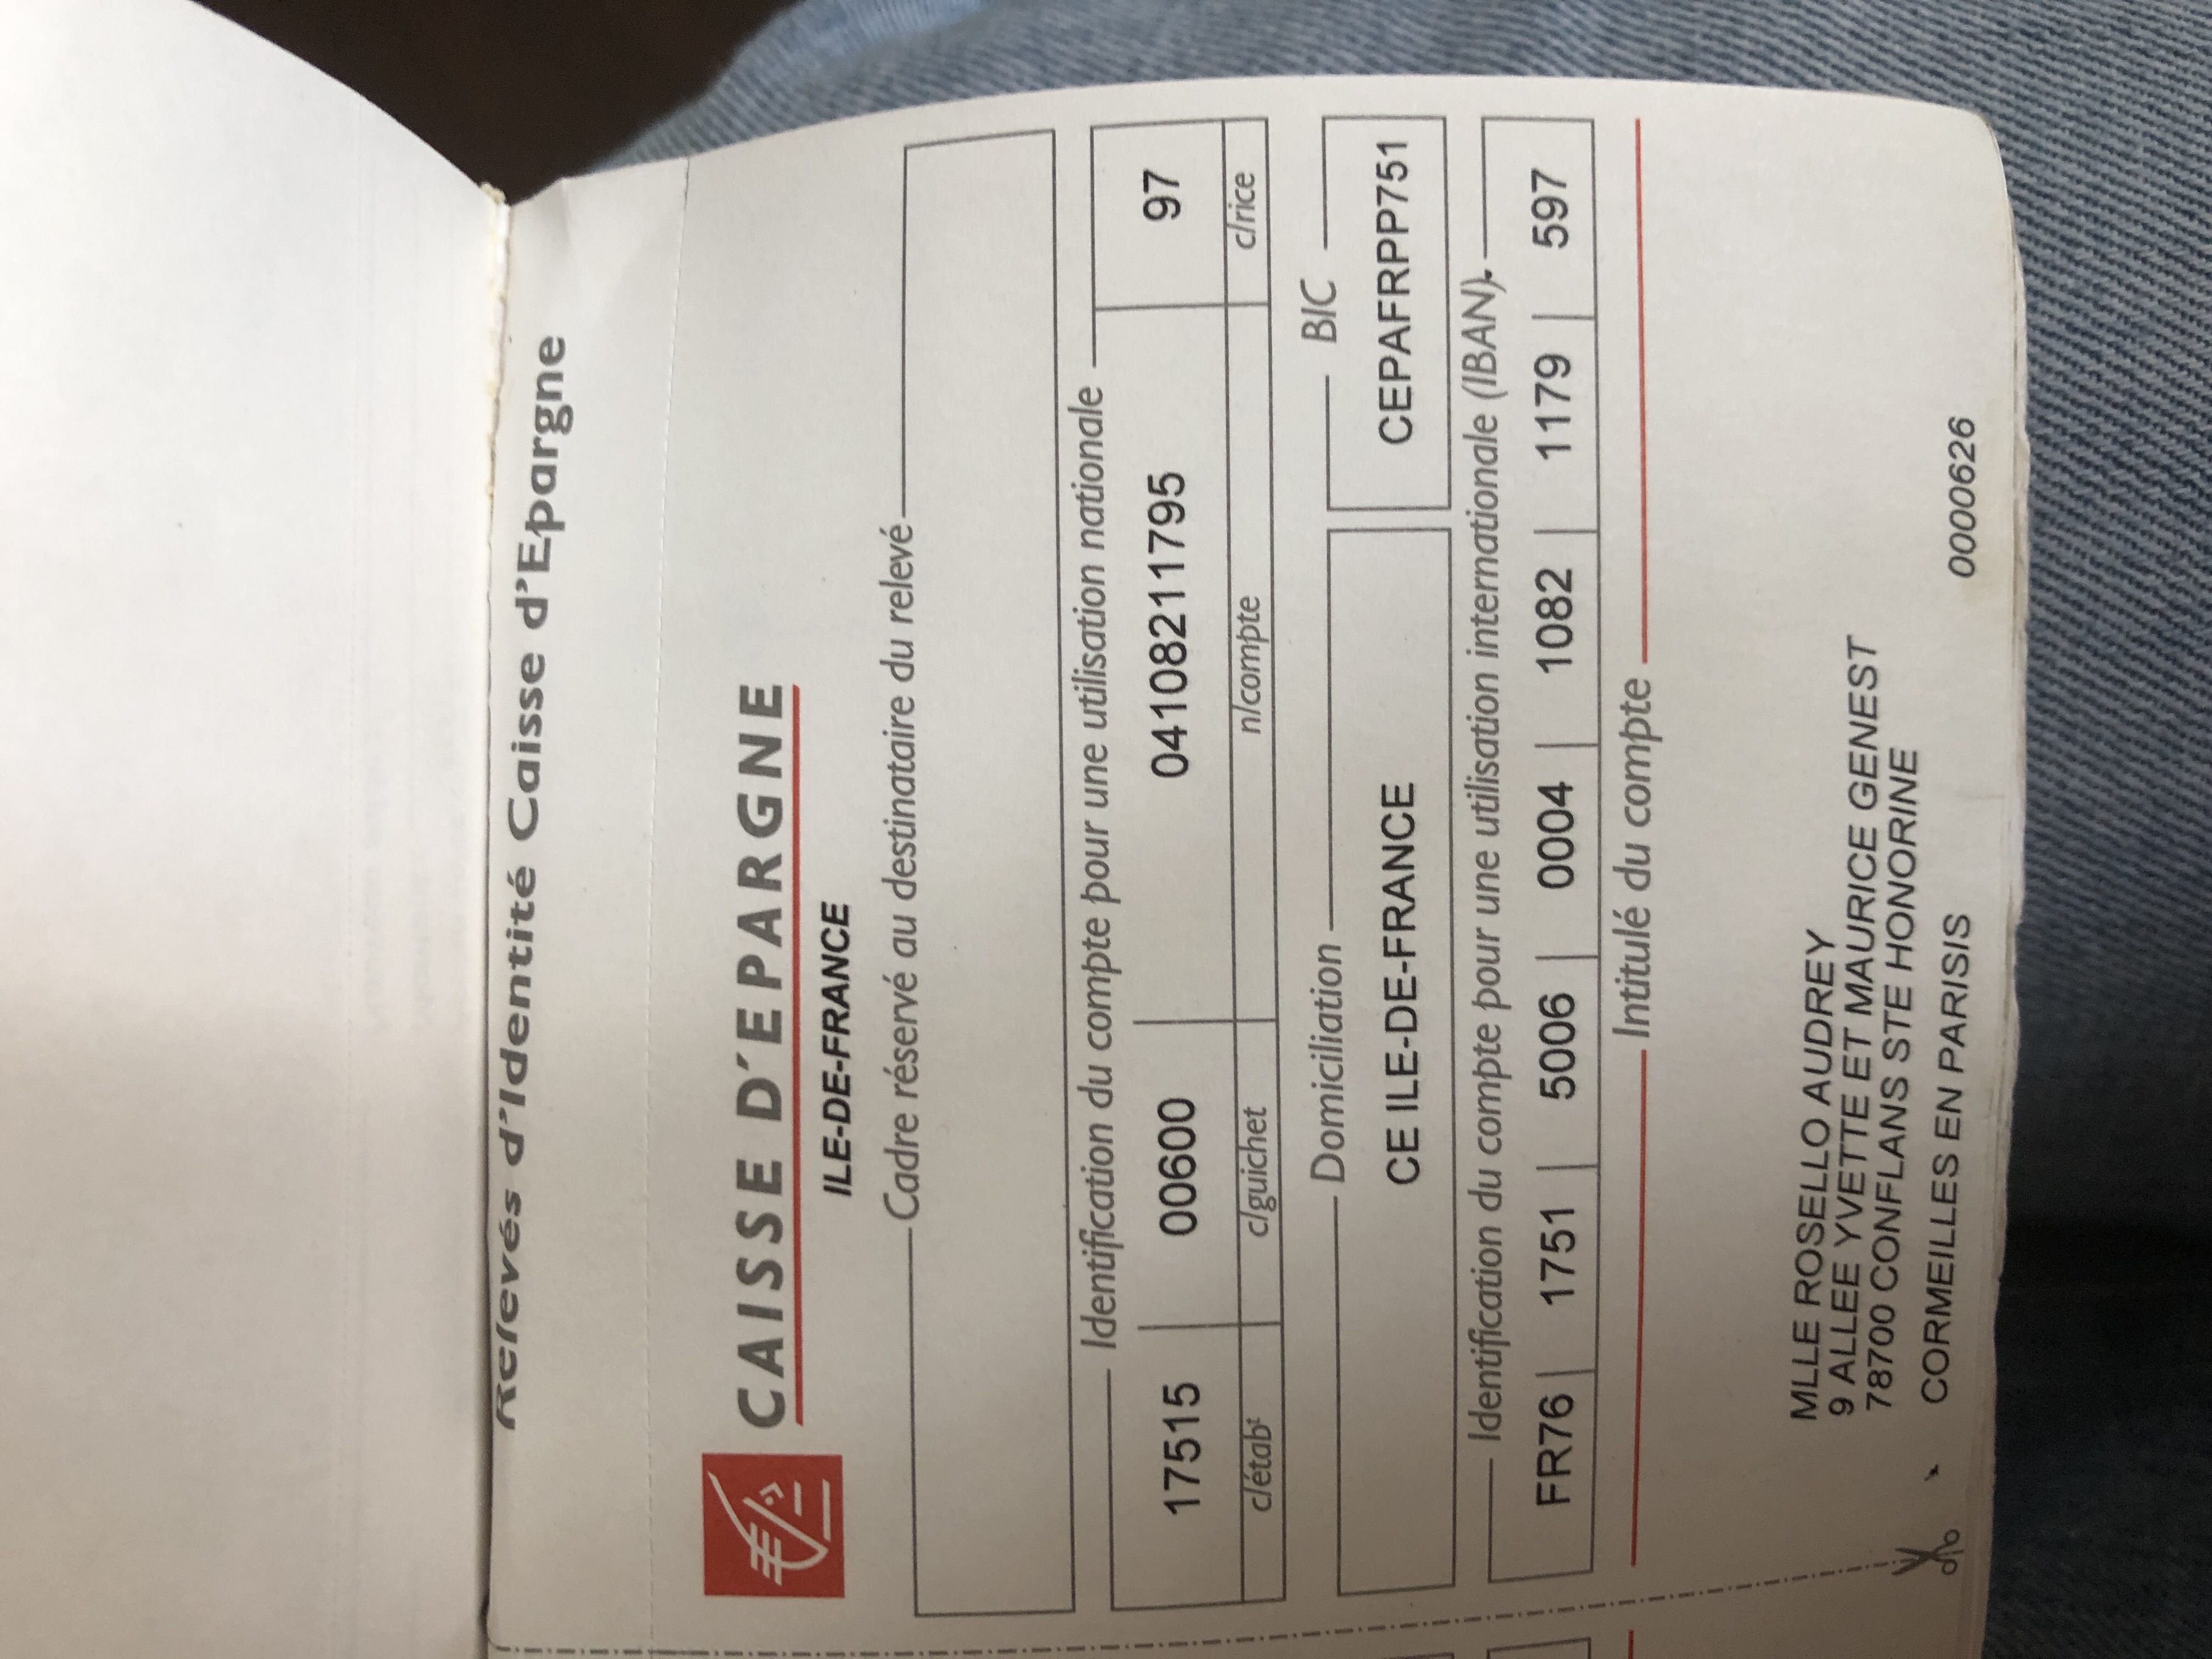 Relevés d'Identité Caisse d'Epargne
CAISSE D'EPARGNE
ILE-DE-FRANCE
Cadre réservé au destinataire du relevé
Identification du compte pour une utilisation nationale
17515 00600 04108211795 97
c/étabt c/guichet n/compte c/rice
Domiciliation BIC
CE ILE-DE-FRANCE CEPAFRPP751
Identification du compte pour une utilisation internationale (IBAN)
FR76 1751 5006 0004 1082 1179 597
Intitulé du compte
MLLE ROSELLO AUDREY
9 ALLEE YVETTE ET MAURICE GENEST
78700 CONFLANS STE HONORINE
CORMEILLES EN PARISIS 0000626